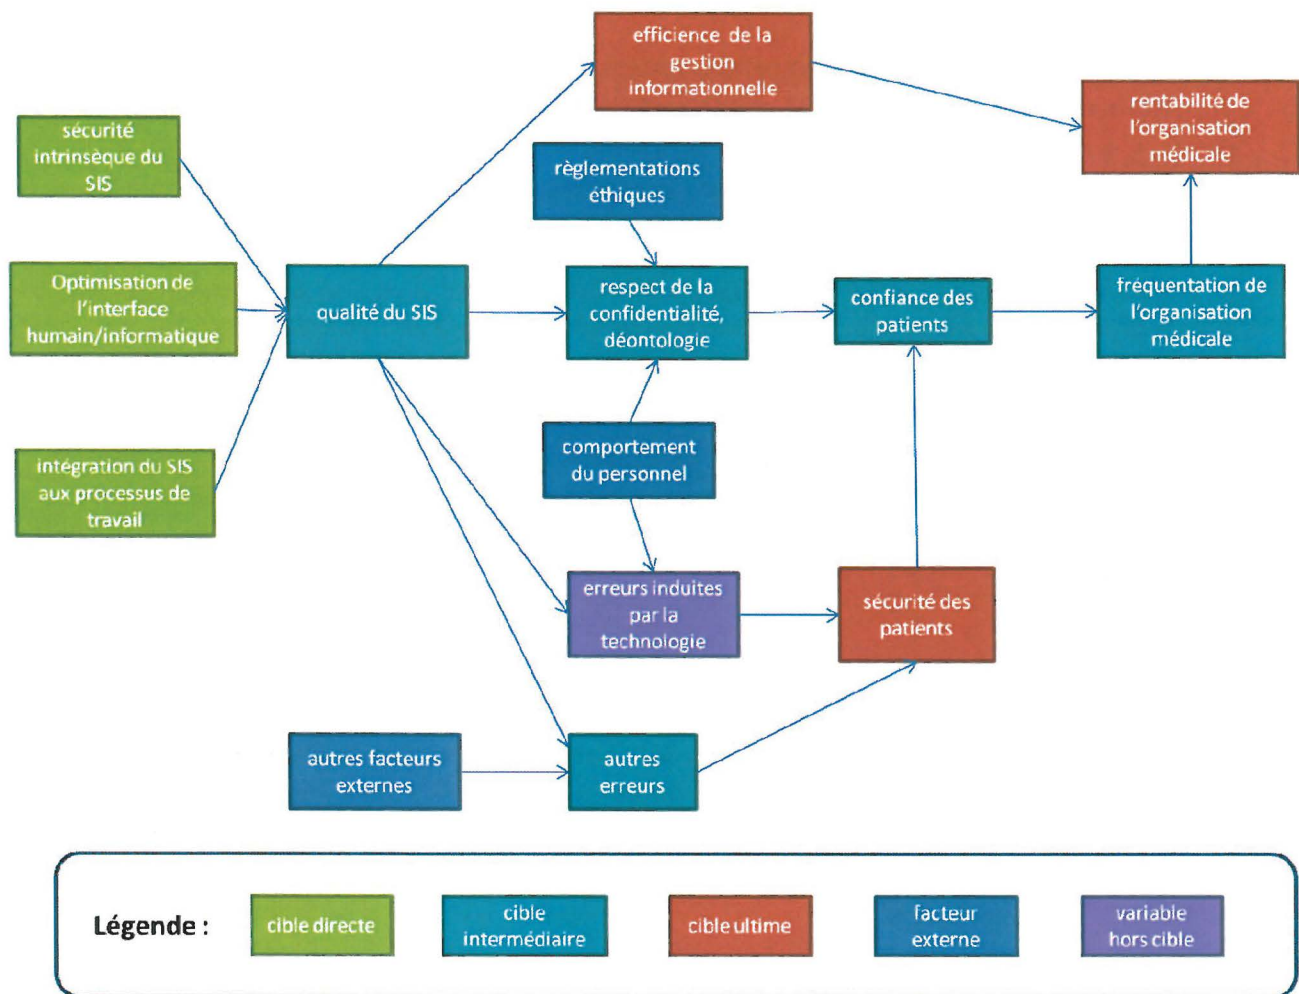 efficience de la
gestion
informationnelle
rentabilité de
l'organisation
médicale
sécurité
intrinsèque du
SIS
règlementations
éthiques
Optimisation de
l'interface
humain/informatique
qualité du SIS
respect de la
confidentialité,
déontologie
confiance des
patients
fréquentation de
l'organisation
médicale
comportement
du personnel
intégration du SIS
aux processus de
travail
erreurs induites
par la
technologie
sécurité des
patients
autres facteurs
externes
autres
erreurs
Légende :
cible directe
cible
intermédiaire
cible ultime
facteur
externe
variable
hors cible